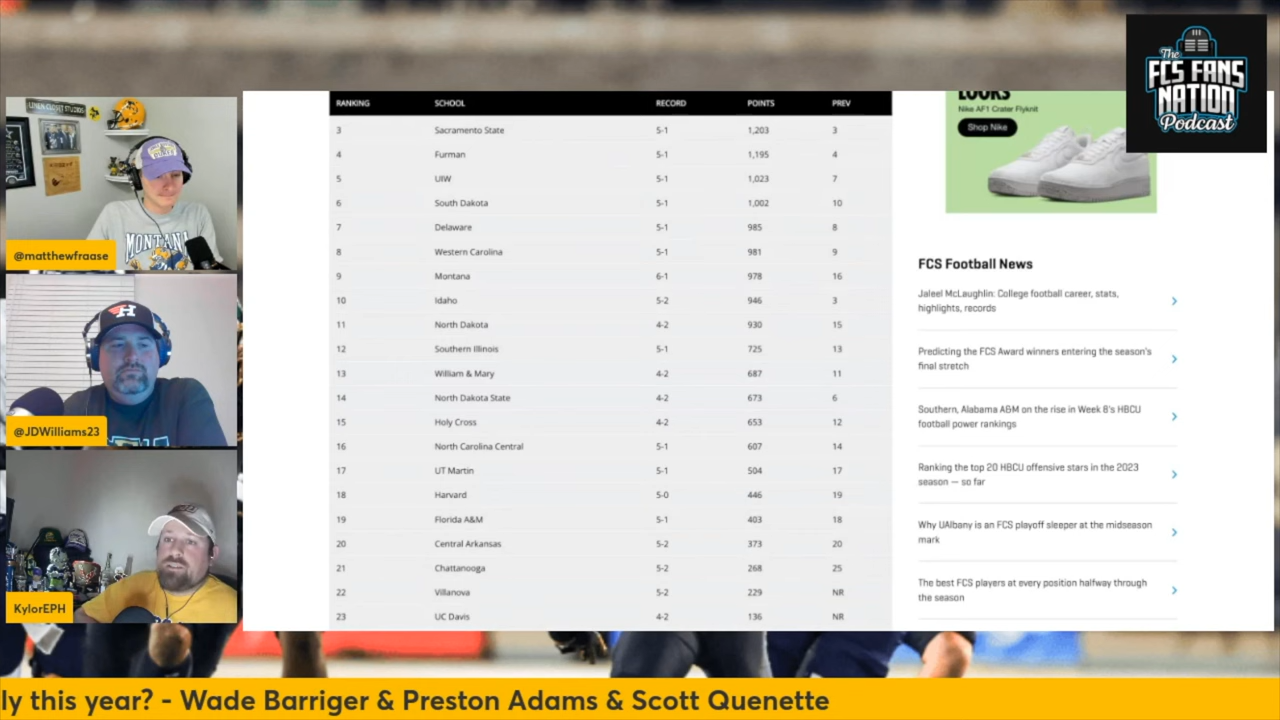 The
FCS FANS
NATION
Podcast
LINEN CLOSET STUDIOS
MONTANA
@matthewfraase
H
@JDWilliams23
KylorEPH
RANKING SCHOOL RECORD POINTS PREV
3 Sacramento State 5-1 1,203 3
4 Furman 5-1 1,195 4
5 UIW 5-1 1,023 7
6 South Dakota 5-1 1,002 10
7 Delaware 5-1 985 8
8 Western Carolina 5-1 981 9
9 Montana 6-1 978 16
10 Idaho 5-2 946 3
11 North Dakota 4-2 930 15
12 Southern Illinois 5-1 725 13
13 William & Mary 4-2 687 11
14 North Dakota State 4-2 673 6
15 Holy Cross 4-2 653 12
16 North Carolina Central 5-1 607 14
17 UT Martin 5-1 504 17
18 Harvard 5-0 446 19
19 Florida A&M 5-1 403 18
20 Central Arkansas 5-2 373 20
21 Chattanooga 5-2 268 25
22 Villanova 5-2 229 NR
23 UC Davis 4-2 136 NR
LOOKS
Nike AF1 Crater Flyknit
Shop Nike
FCS Football News
Jaleel McLaughlin: College football career, stats,
highlights, records
Predicting the FCS Award winners entering the season's
final stretch
Southern, Alabama A&M on the rise in Week 8's HBCU
football power rankings
Ranking the top 20 HBCU offensive stars in the 2023
season — so far
Why UAlbany is an FCS playoff sleeper at the midseason
mark
The best FCS players at every position halfway through
the season
ly this year? - Wade Barriger & Preston Adams & Scott Quenette